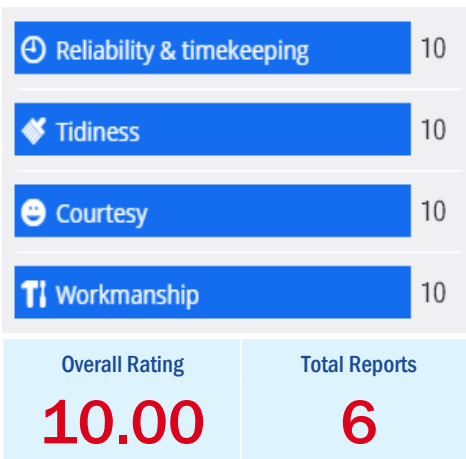 Reliability & timekeeping 10
Tidiness 10
Courtesy 10
Workmanship 10
Overall Rating Total Reports
10.00 6